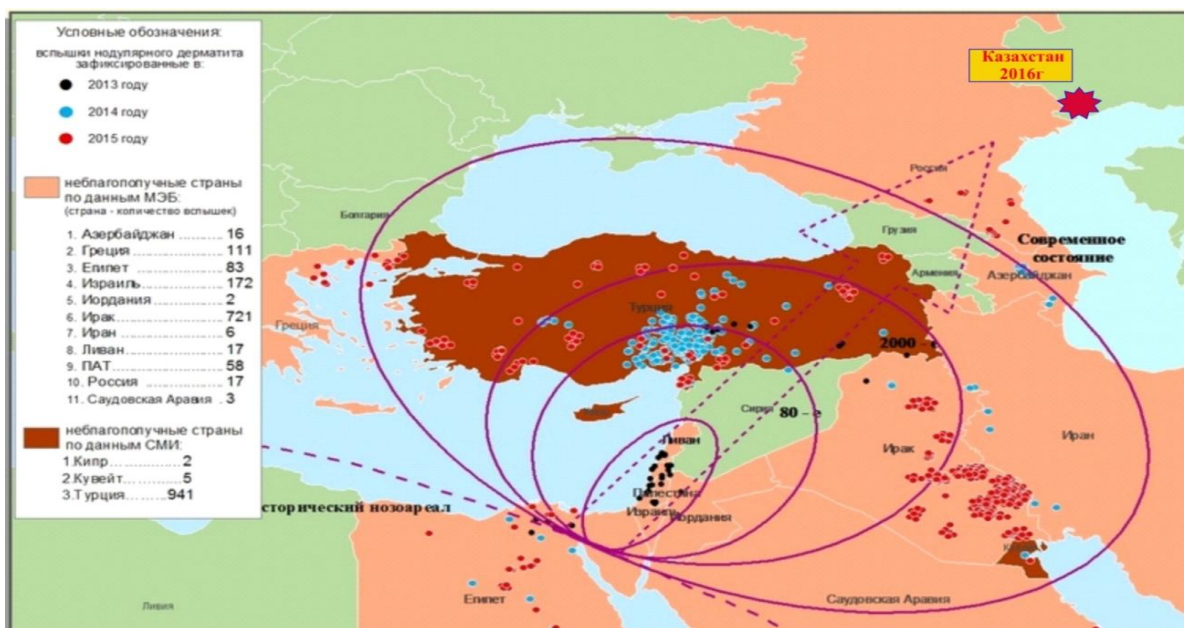 Условные обозначения:
вспышки нодулярного дерматита
зафиксированные в:
2013 году
2014 году
2015 году
неблагополучные страны
по данным МЭБ:
(страна - количество вспышек)
1. Азербайджан ........... 16
2. Греция ........... 111
3. Египет ........... 83
4. Израиль ........... 172
5. Иордания ........... 2
6. Ирак ........... 721
7. Иран ........... 6
8. Ливан ........... 17
9. ПАТ ........... 58
10. Россия ........... 17
11. Саудовская Аравия . 3
неблагополучные страны
по данным СМИ:
1.Кипр........ 2
2.Кувейт....... 5
3.Турция........ 941
Казахстан
2016г
Россия
Болгария
Грузия
Современное
состояние
Армения
Азербайджан
Турция
Греция
2000 – е
Сирия
80 – е
Иран
Ливан
Ирак
Палестина
Израиль
Иордания
сторический нозоареал
Египет
Саудовская Аравия
Ливия